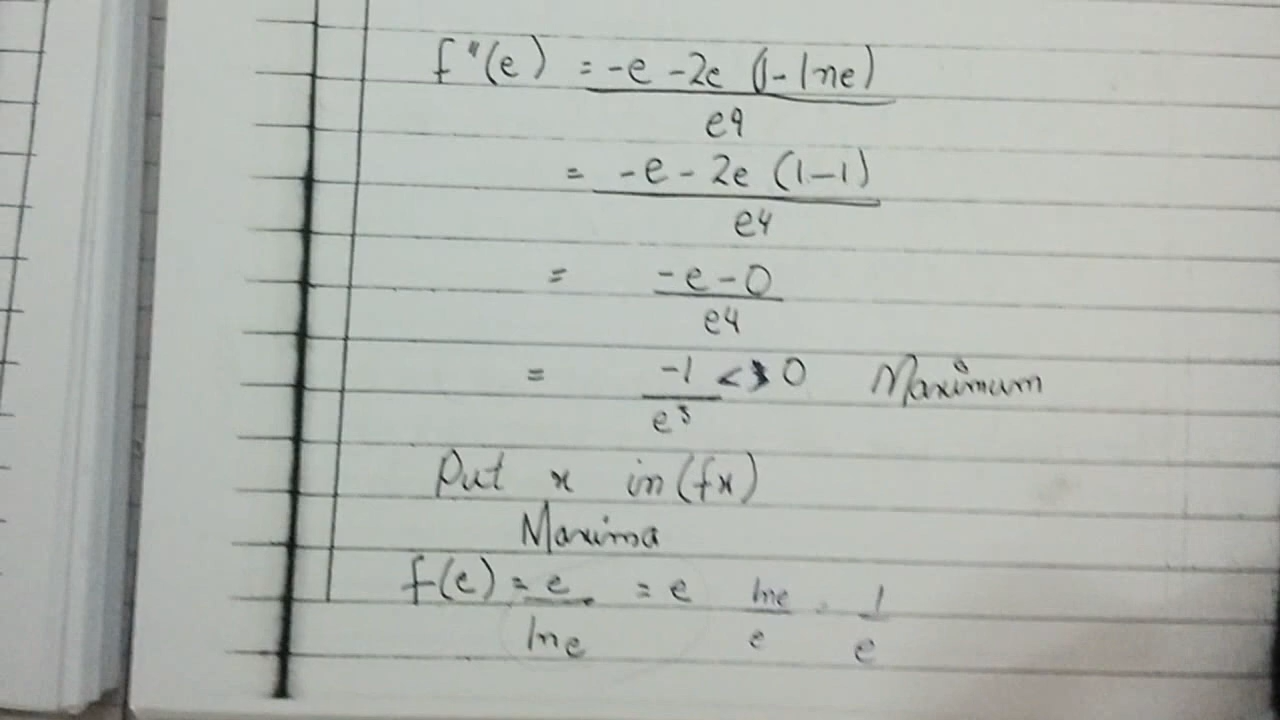 f"(e) = -e -2e (1-lne)
e4
= -e - 2e (1-1)
e4
= -e - 0
e4
= -1 < 0 Maximum
e3
Put x in (fx)
Maxima
f(e) = e = e lne . 1
lne e e